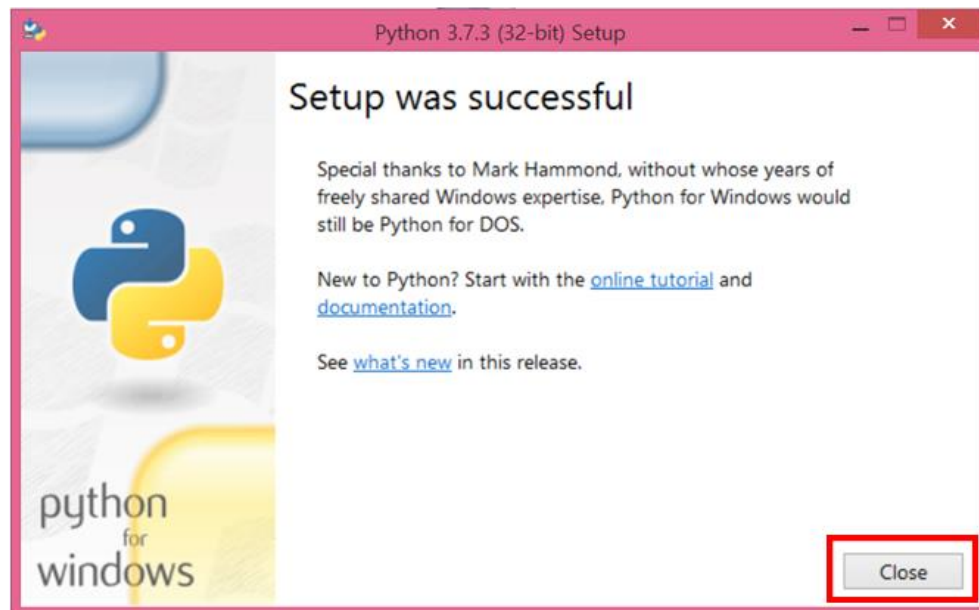 Python 3.7.3 (32-bit) Setup
Setup was successful
Special thanks to Mark Hammond, without whose years of
freely shared Windows expertise, Python for Windows would
still be Python for DOS.
New to Python? Start with the online tutorial and
documentation.
See what's new in this release.
python
for
windows
Close